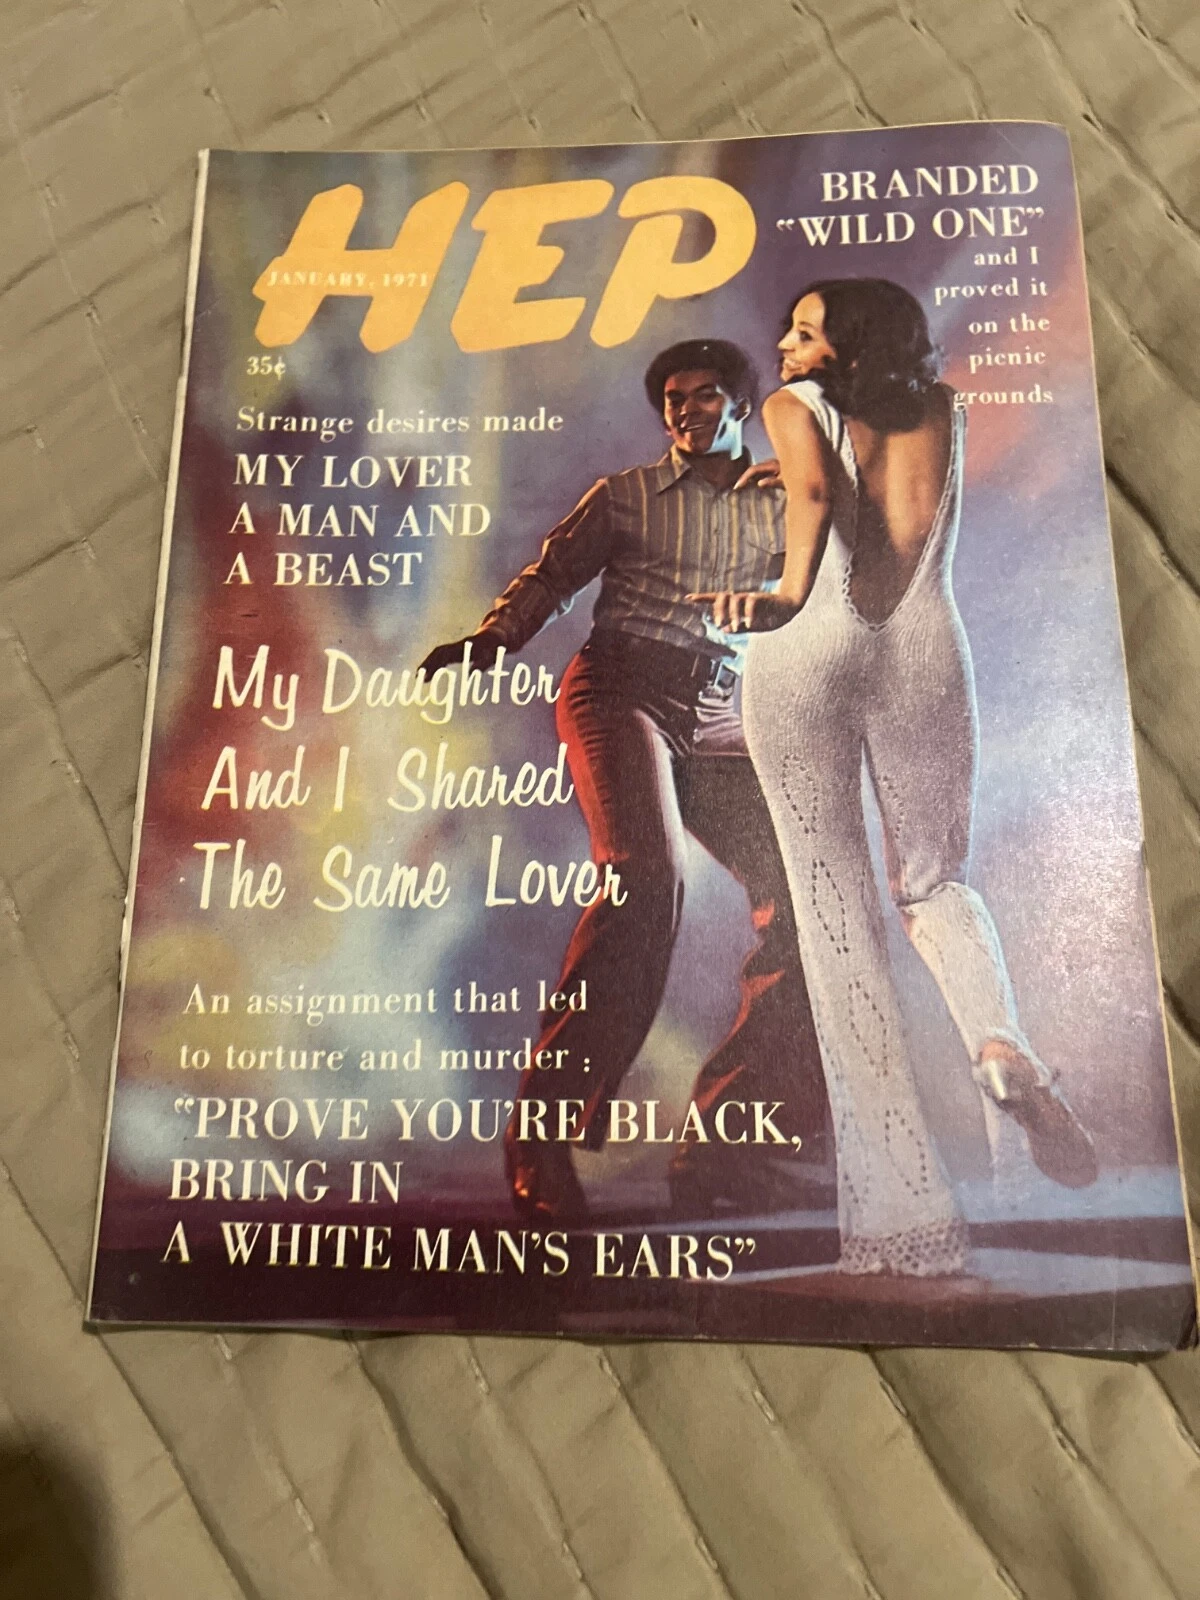 HEP
JANUARY, 1971
35¢
BRANDED
"WILD ONE"
and I
proved it
on the
picnic
grounds
Strange desires made
MY LOVER
A MAN AND
A BEAST
My Daughter
And I Shared
The Same Lover
An assignment that led
to torture and murder :
"PROVE YOU'RE BLACK,
BRING IN
A WHITE MAN'S EARS"